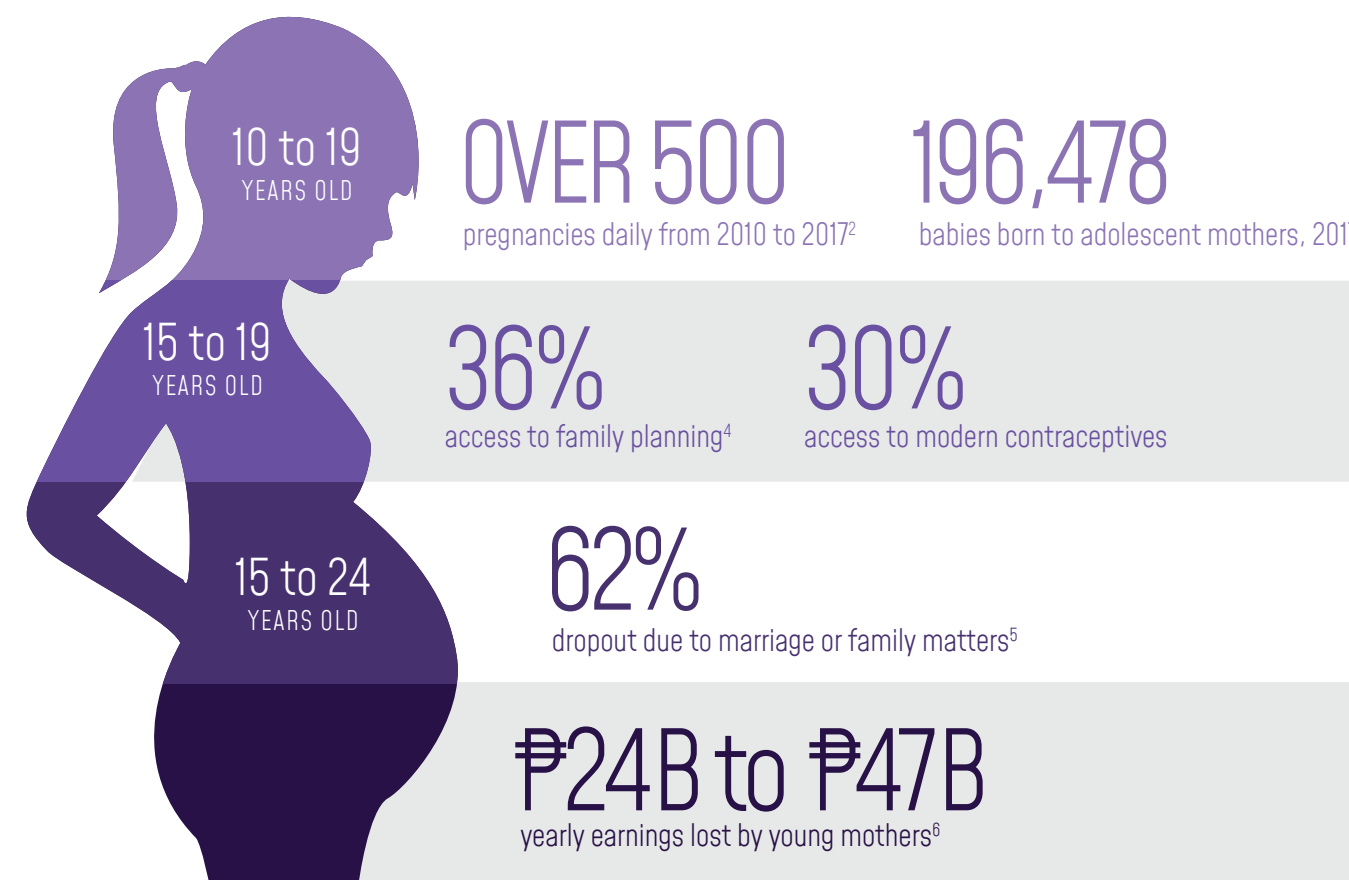 10 to 19
YEARS OLD
OVER 500
pregnancies daily from 2010 to 2017²
196,478
babies born to adolescent mothers,
15 to 19
YEARS OLD
36%
access to family planning⁴
30%
access to modern contraceptives
15 to 24
YEARS OLD
62%
dropout due to marriage or family matters⁵
₱24B to ₱47B
yearly earnings lost by young mothers⁶